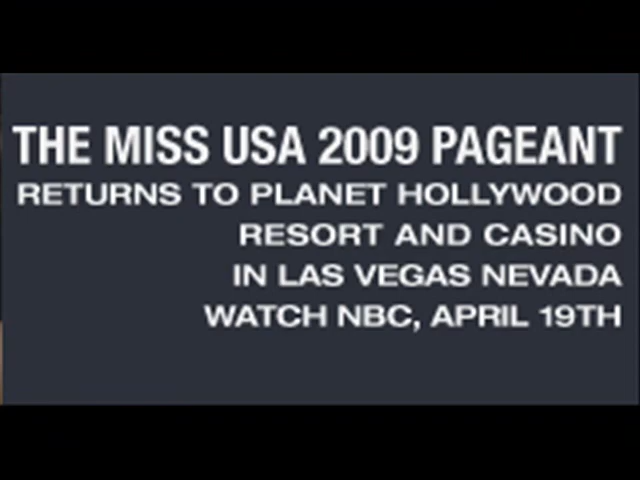 THE MISS USA 2009 PAGEANT
RETURNS TO PLANET HOLLYWOOD
RESORT AND CASINO
IN LAS VEGAS NEVADA
WATCH NBC, APRIL 19TH